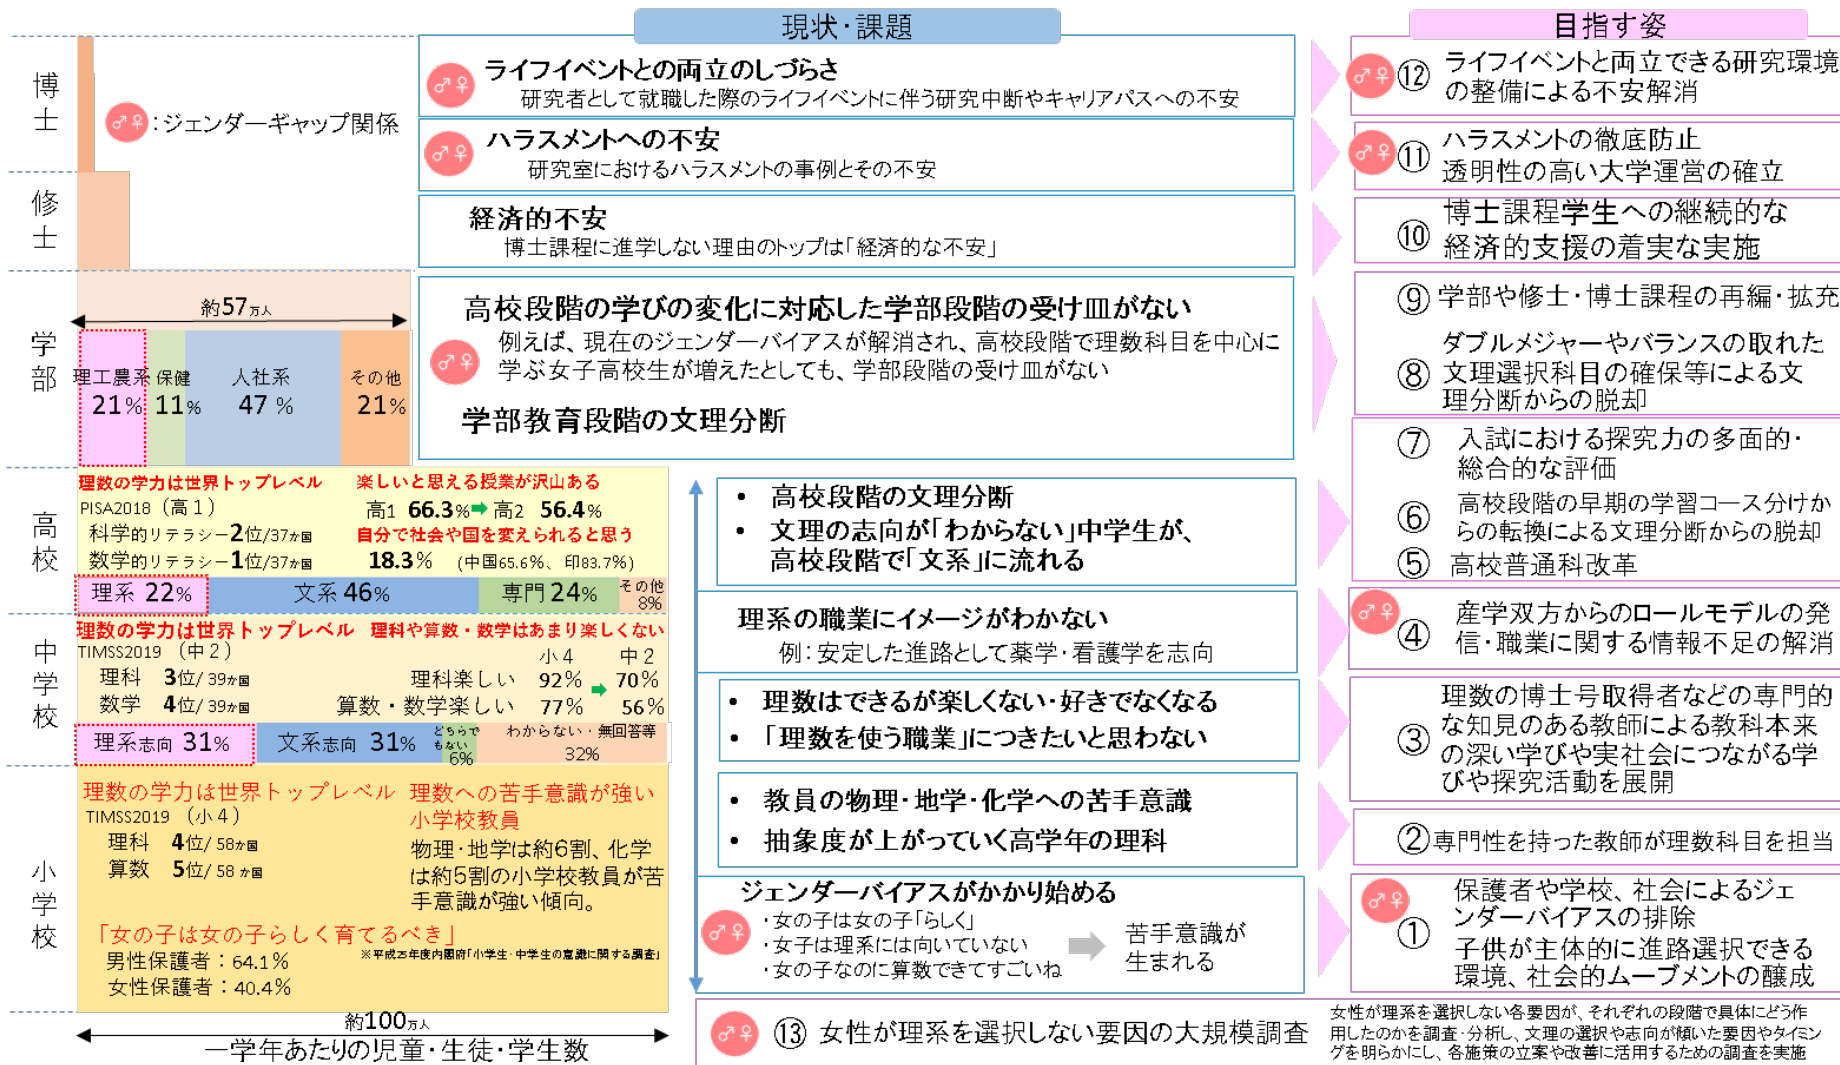 現状・課題
目指す姿
博士
♂♀：ジェンダーギャップ関係
修士
学部
約57万人
理工農系 21%
保健 11%
人社系 47 %
その他 21%
高校
理数の学力は世界トップレベル
PISA2018（高１）
科学的リテラシー2位/37か国
数学的リテラシー1位/37か国
楽しいと思える授業が沢山ある
高1 66.3% 高2 56.4%
自分で社会や国を変えられると思う
18.3% (中国65.6%、印83.7%)
理系 22%
文系 46%
専門 24%
その他 8%
中学校
理数の学力は世界トップレベル
TIMSS2019 （中２）
理科 3位/ 39か国
数学 4位/ 39か国
理科や算数・数学はあまり楽しくない
小４ 中２
理科楽しい 92% 70%
算数・数学楽しい 77% 56%
理系志向 31%
文系志向 31%
どちらで
もない
6%
わからない・無回答等
32%
小学校
理数の学力は世界トップレベル
TIMSS2019 （小４）
理科 4位/ 58か国
算数 5位/ 58 か国
理数への苦手意識が強い
小学校教員
物理・地学は約6割、化学
は約5割の小学校教員が苦
手意識が強い傾向。
「女の子は女の子らしく育てるべき」
男性保護者：64.1%
女性保護者：40.4%
※平成25年度内閣府「小学生・中学生の意識に関する調査」
約100万人
一学年あたりの児童・生徒・学生数
ライフイベントとの両立のしづらさ
研究者として就職した際のライフイベントに伴う研究中断やキャリアパスへの不安
ハラスメントへの不安
研究室におけるハラスメントの事例とその不安
経済的不安
博士課程に進学しない理由のトップは「経済的な不安」
高校段階の学びの変化に対応した学部段階の受け皿がない
例えば、現在のジェンダーバイアスが解消され、高校段階で理数科目を中心に
学ぶ女子高校生が増えたとしても、学部段階の受け皿がない
学部教育段階の文理分断
• 高校段階の文理分断
• 文理の志向が「わからない」中学生が、
高校段階で「文系」に流れる
理系の職業にイメージがわかない
例：安定した進路として薬学・看護学を志向
• 理数はできるが楽しくない・好きでなくなる
• 「理数を使う職業」につきたいと思わない
• 教員の物理・地学・化学への苦手意識
• 抽象度が上がっていく高学年の理科
ジェンダーバイアスがかかり始める
・女の子は女の子「らしく」
・女子は理系には向いていない
・女の子なのに算数できてすごいね
苦手意識が
生まれる
⑫ ライフイベントと両立できる研究環境
の整備による不安解消
⑪ ハラスメントの徹底防止
透明性の高い大学運営の確立
⑩ 博士課程学生への継続的な
経済的支援の着実な実施
⑨ 学部や修士・博士課程の再編・拡充
⑧ ダブルメジャーやバランスの取れた
文理選択科目の確保等による文
理分断からの脱却
⑦ 入試における探究力の多面的・
総合的な評価
⑥ 高校段階の早期の学習コース分けか
らの転換による文理分断からの脱却
⑤ 高校普通科改革
④ 産学双方からのロールモデルの発
信・職業に関する情報不足の解消
③ 理数の博士号取得者などの専門的
な知見のある教師による教科本来
の深い学びや実社会につながる学
びや探究活動を展開
② 専門性を持った教師が理数科目を担当
① 保護者や学校、社会によるジェ
ンダーバイアスの排除
子供が主体的に進路選択できる
環境、社会的ムーブメントの醸成
⑬ 女性が理系を選択しない要因の大規模調査
女性が理系を選択しない各要因が、それぞれの段階で具体にどう作
用したのかを調査・分析し、文理の選択や志向が傾いた要因やタイミン
グを明らかにし、各施策の立案や改善に活用するための調査を実施